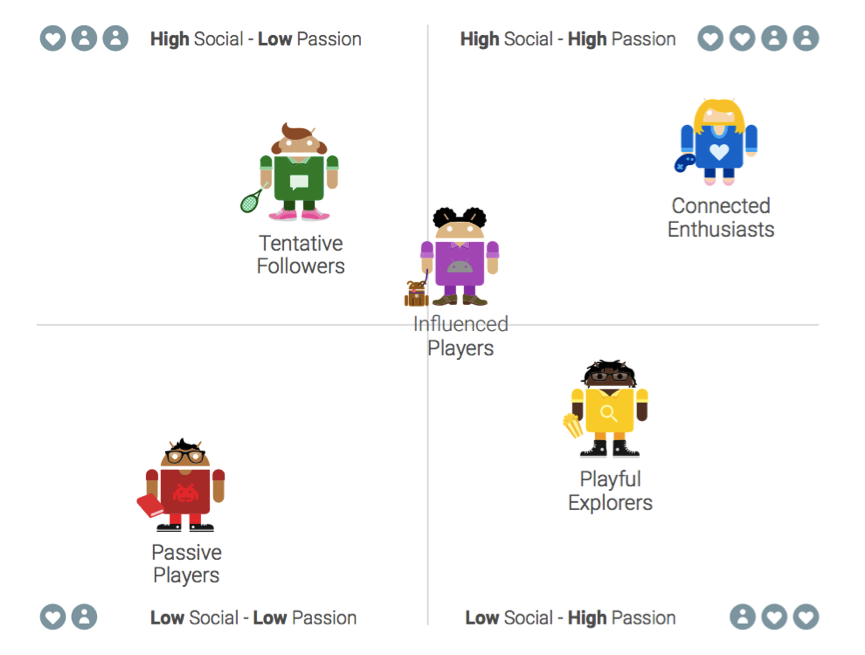 High Social - Low Passion
High Social - High Passion
Connected
Enthusiasts
Tentative
Followers
Influenced
Players
Playful
Explorers
Passive
Players
Low Social - Low Passion
Low Social - High Passion